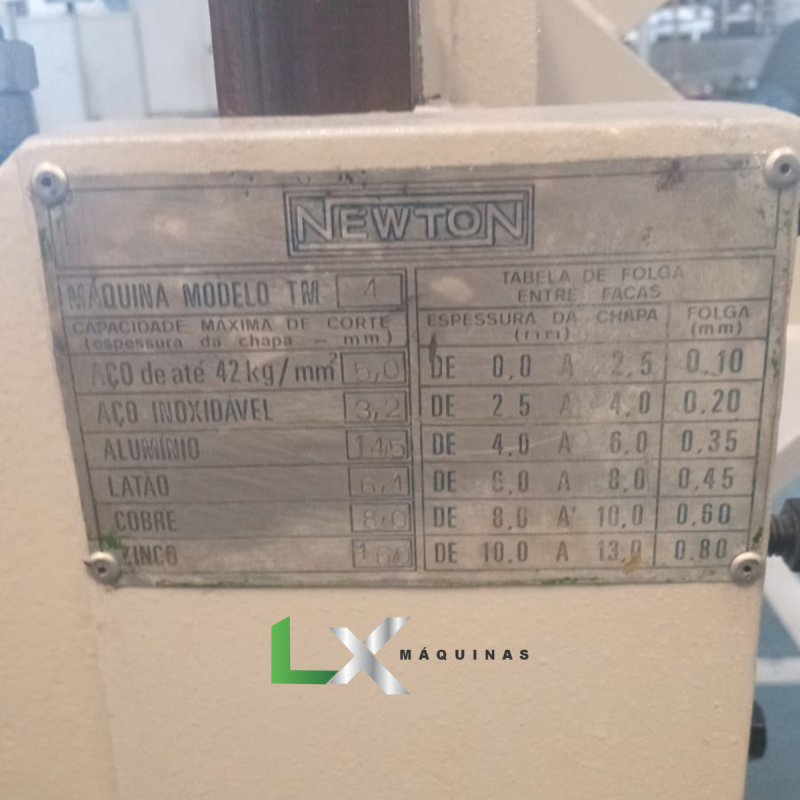 NEWTON
MÁQUINA MODELO TM 4
CAPACIDADE MÁXIMA DE CORTE
(espessura da chapa - mm)
AÇO de até 42 kg/mm²
AÇO INOXIDÁVEL 3,2
ALUMÍNIO
LATÃO 6,4
COBRE 8,0
ZINCO
TABELA DE FOLGA
ENTRE FACAS
ESPESSURA DA CHAPA FOLGA
(mm) (mm)
DE 0,0 A 2,5 0,10
DE 2,5 A 4,0 0,20
DE 4,0 A 6,0 0,35
DE 6,0 A 8,0 0,45
DE 8,0 A 10,0 0,60
DE 10,0 A 13,0 0,80
LX MÁQUINAS